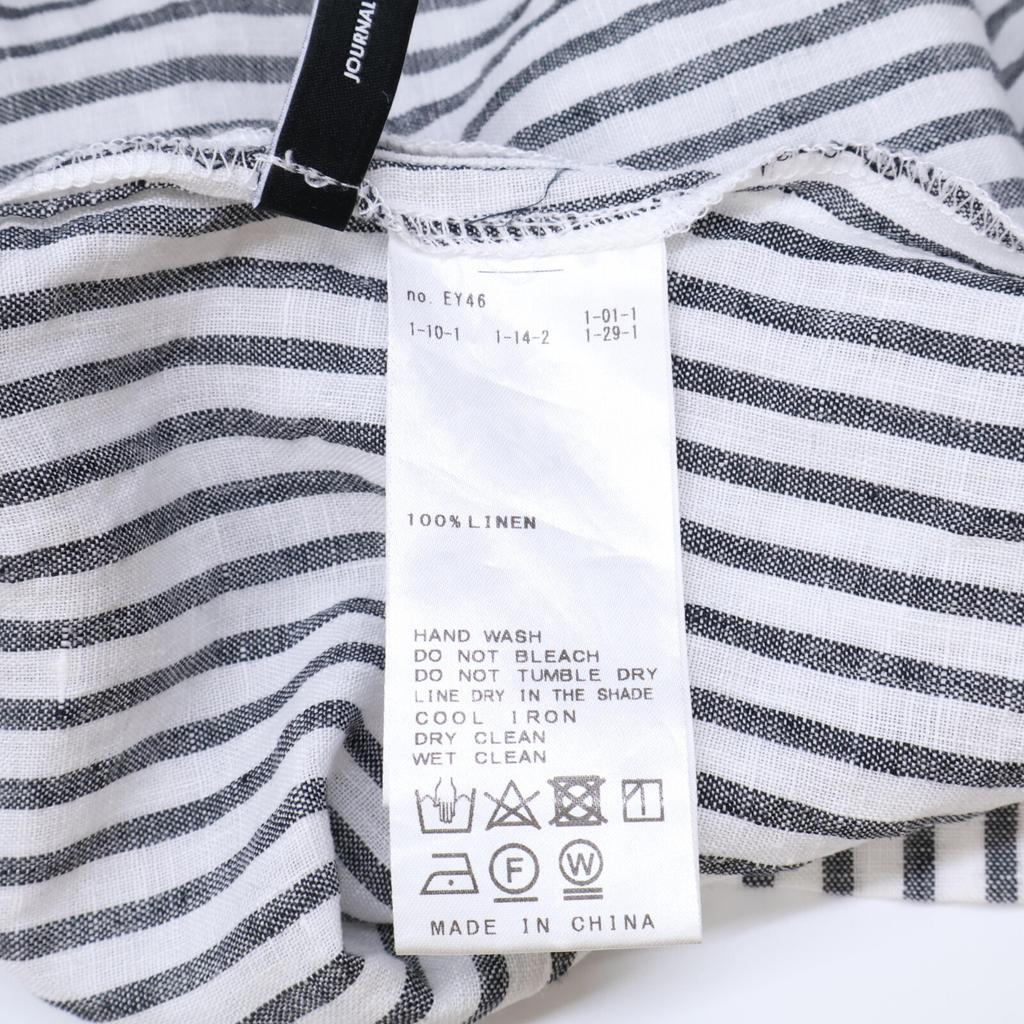 JOURNAL
no. EY46
1-01-1
1-10-1 1-14-2 1-29-1
100% LINEN
HAND WASH
DO NOT BLEACH
DO NOT TUMBLE DRY
LINE DRY IN THE SHADE
COOL IRON
DRY CLEAN
WET CLEAN
F W
MADE IN CHINA